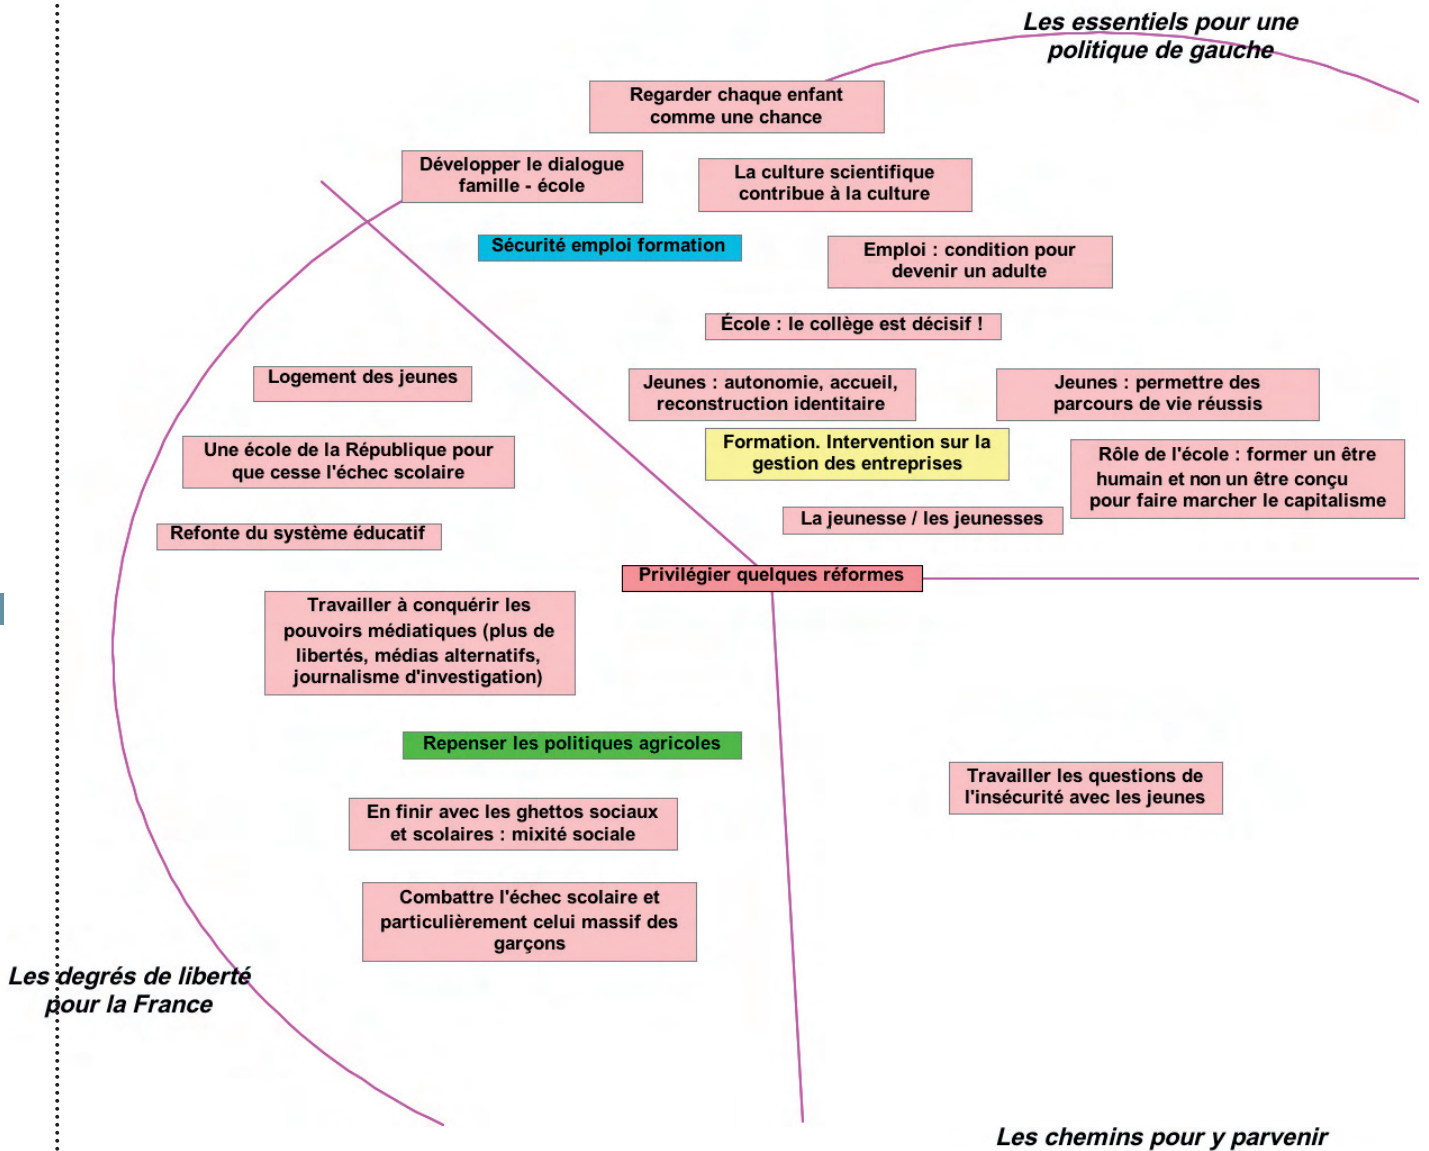 Les essentiels pour une
politique de gauche
Regarder chaque enfant
comme une chance
Développer le dialogue
famille - école
La culture scientifique
contribue à la culture
Sécurité emploi formation
Emploi : condition pour
devenir un adulte
École : le collège est décisif !
Logement des jeunes
Jeunes : autonomie, accueil,
reconstruction identitaire
Jeunes : permettre des
parcours de vie réussis
Une école de la République pour
que cesse l'échec scolaire
Formation. Intervention sur la
gestion des entreprises
Rôle de l'école : former un être
humain et non un être conçu
pour faire marcher le capitalisme
La jeunesse / les jeunesses
Refonte du système éducatif
Privilégier quelques réformes
Travailler à conquérir les
pouvoirs médiatiques (plus de
libertés, médias alternatifs,
journalisme d'investigation)
Repenser les politiques agricoles
Travailler les questions de
l'insécurité avec les jeunes
En finir avec les ghettos sociaux
et scolaires : mixité sociale
Combattre l'échec scolaire et
particulièrement celui massif des
garçons
Les degrés de liberté
pour la France
Les chemins pour y parvenir